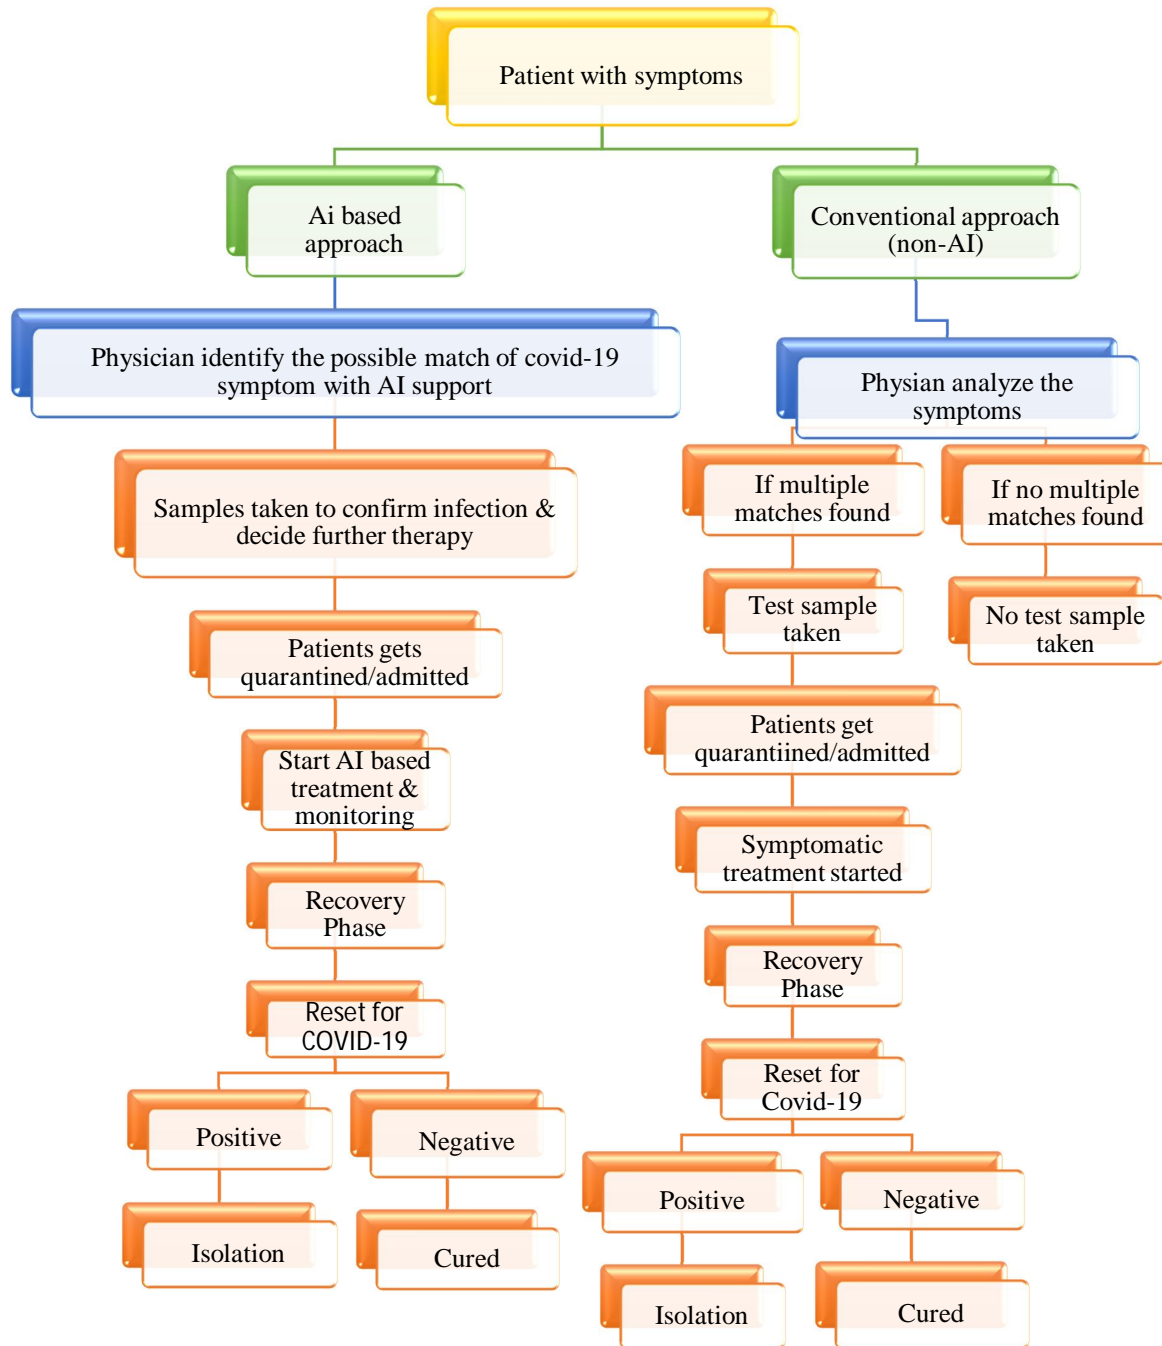 Patient with symptoms
Ai based
approach
Conventional approach
(non-AI)
Physician identify the possible match of covid-19
symptom with AI support
Physian analyze the
symptoms
Samples taken to confirm infection &
decide further therapy
If multiple
matches found
If no multiple
matches found
Test sample
taken
No test sample
taken
Patients gets
quarantined/admitted
Patients get
quarantiined/admitted
Start AI based
treatment &
monitoring
Symptomatic
treatment started
Recovery
Phase
Recovery
Phase
Reset for
COVID-19
Reset for
Covid-19
Positive
Negative
Positive
Negative
Isolation
Cured
Isolation
Cured